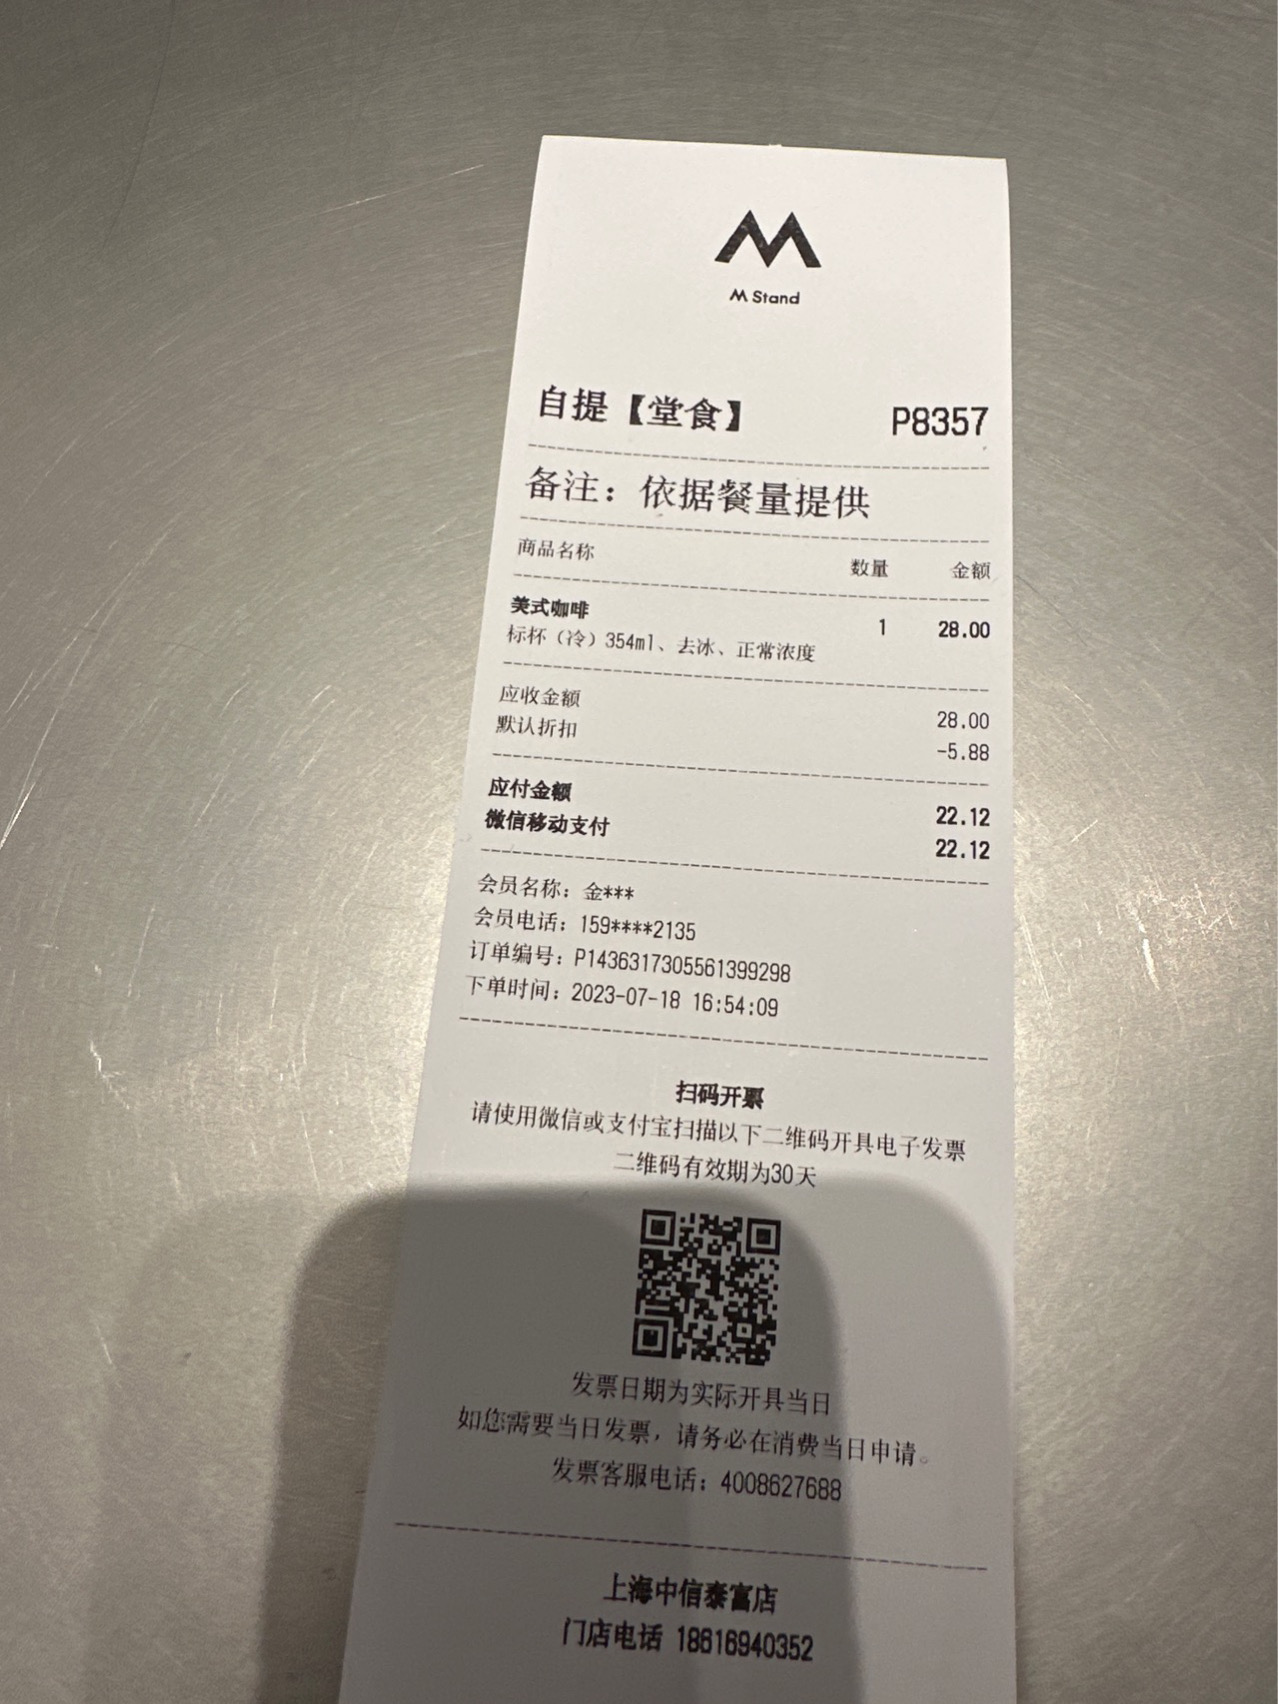 M Stand
自提【堂食】 P8357
备注：依据餐量提供
商品名称 数量 金额
美式咖啡 1 28.00
标杯（冷）354ml、去冰、正常浓度
应收金额 28.00
默认折扣 -5.88
应付金额 22.12
微信移动支付 22.12
会员名称：金***
会员电话：159****2135
订单编号：P1436317305561399298
下单时间：2023-07-18 16:54:09
扫码开票
请使用微信或支付宝扫描以下二维码开具电子发票
二维码有效期为30天
发票日期为实际开具当日
如您需要当日发票，请务必在消费当日申请。
发票客服电话：4008627688
上海中信泰富店
门店电话 18616940352